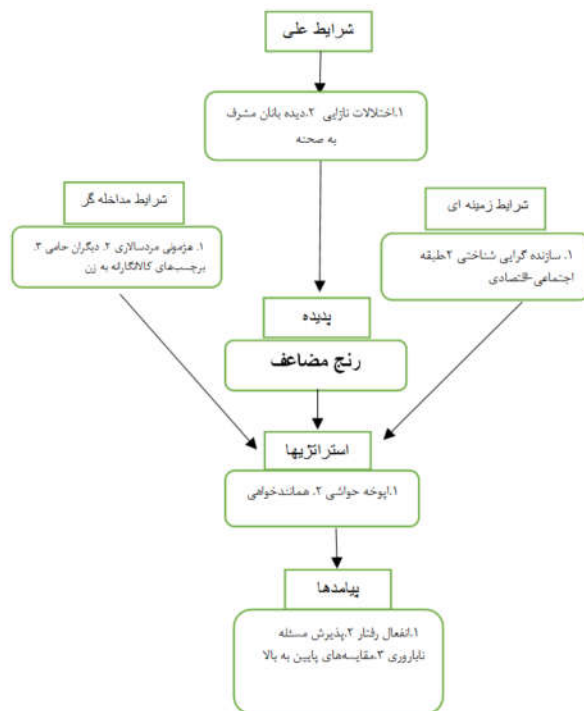 شرایط علی
۱.اختلالات نازایی ۲.دیده بانان مشرف
به صحنه
شرایط زمینه ای
۱. سازنده گرایی شناختی ۲.طبقه
اجتماعی-اقتصادی
شرایط مداخله گر
۱. هژمونی مردسالاری ۲. دیگران حامی ۳.
برچسب‌های کالاانگارانه به زن
پدیده
رنج مضاعف
استراتژیها
۱.اپوخه حواشی ۲. همانندخواهی
پیامدها
۱.انفعال رفتار ۲.پذیرش مسئله
ناباروری ۳.مقایسه‌های پایین به بالا